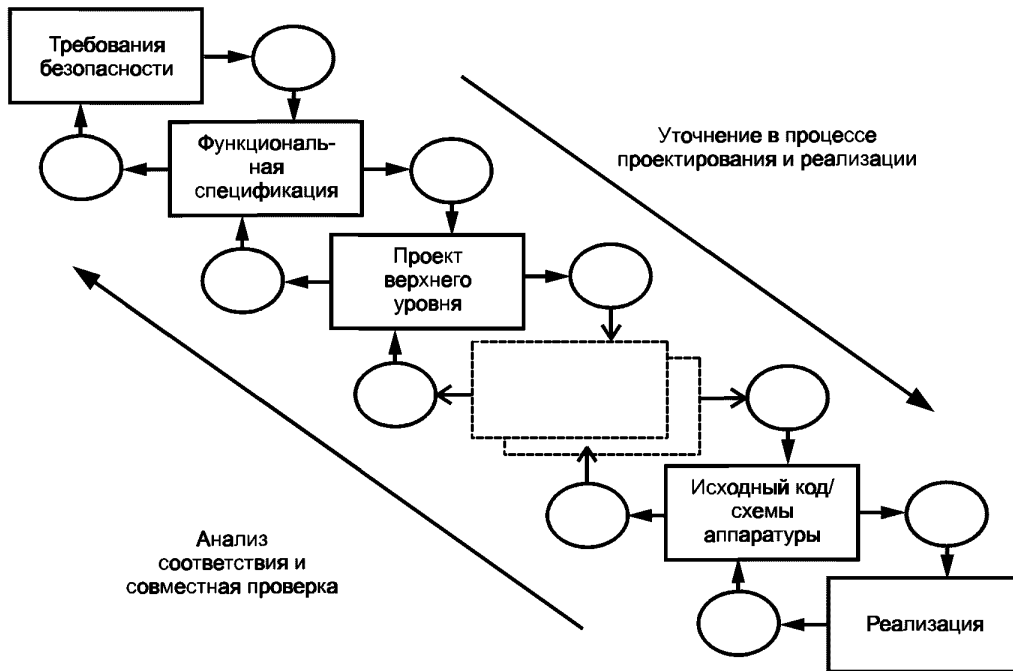 Требования
безопасности
Функциональ-
ная
спецификация
Уточнение в процессе
проектирования и реализации
Проект
верхнего
уровня
Исходный код/
схемы
аппаратуры
Анализ
соответствия и
совместная проверка
Реализация